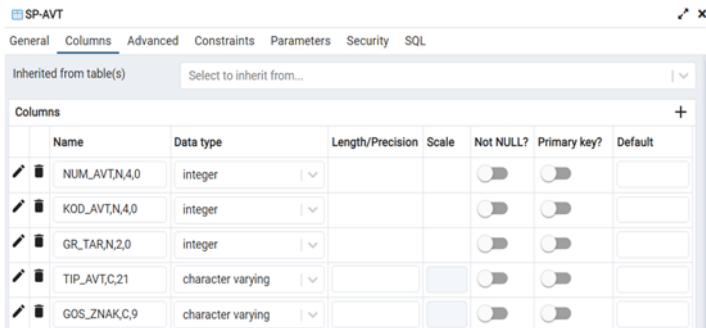 SP-AVT
General Columns Advanced Constraints Parameters Security SQL
Inherited from table(s) Select to inherit from...
Columns
Name Data type Length/Precision Scale Not NULL? Primary key? Default
NUM_AVT,N,4,0 integer
KOD_AVT,N,4,0 integer
GR_TAR,N,2,0 integer
TIP_AVT,C,21 character varying
GOS_ZNAK,C,9 character varying